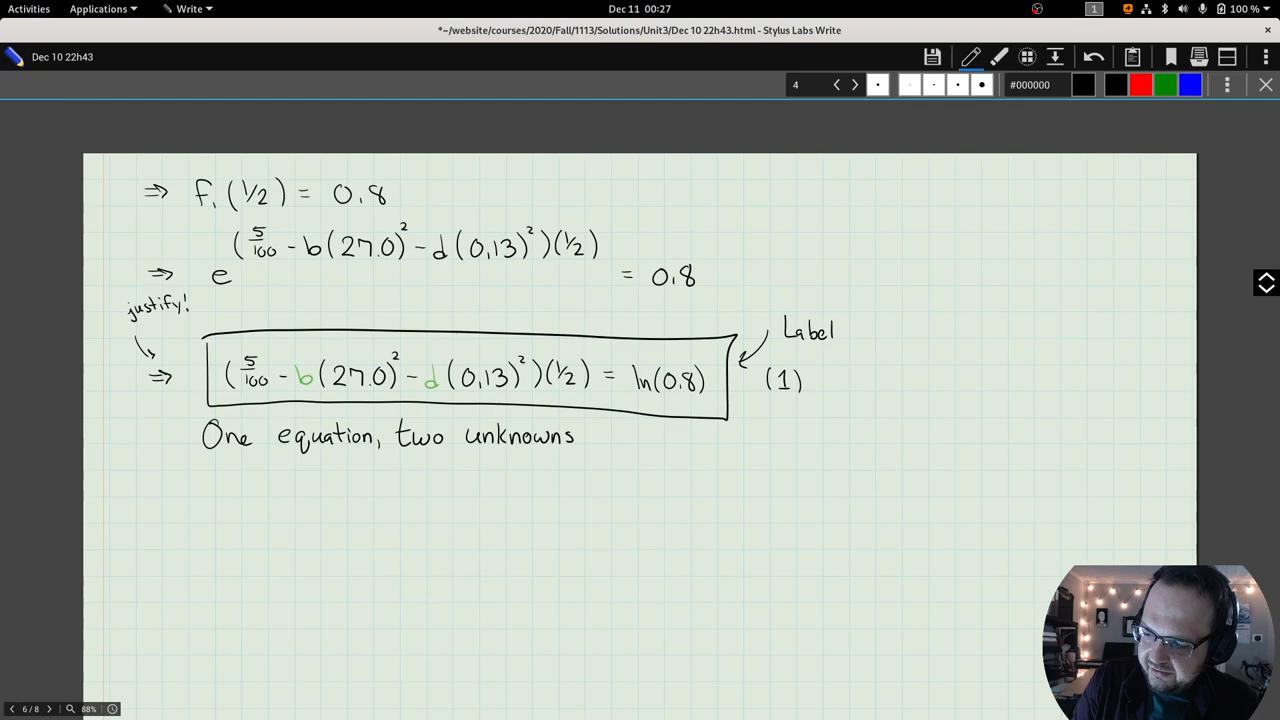 Activities Applications Write Dec 11 00:27 1 100 %
*~/website/courses/2020/Fall/1113/Solutions/Unit3/Dec 10 22h43.html - Stylus Labs Write
Dec 10 22h43
4 #000000
⇒ f₁(1/2) = 0.8
⇒ e^(5/100 - b(27.0)² - d(0.13)²)(1/2) = 0.8
justify!
Label
⇒ (5/100 - b(27.0)² - d(0.13)²)(1/2) = ln(0.8) (1)
One equation, two unknowns
6 / 8 88%